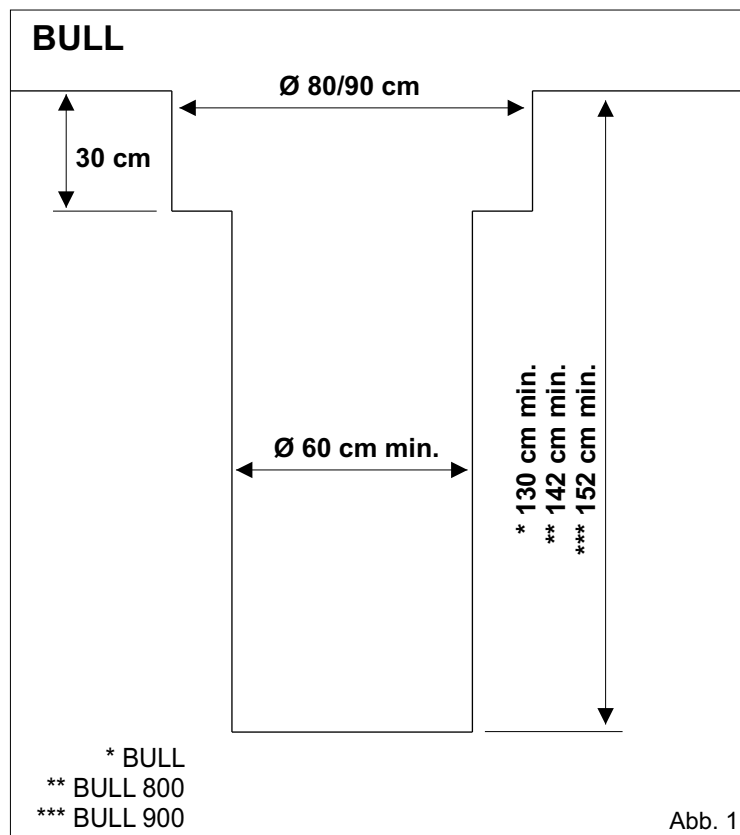 BULL
Ø 80/90 cm
30 cm
Ø 60 cm min.
* 130 cm min.
** 142 cm min.
*** 152 cm min.
* BULL
** BULL 800
*** BULL 900
Abb. 1